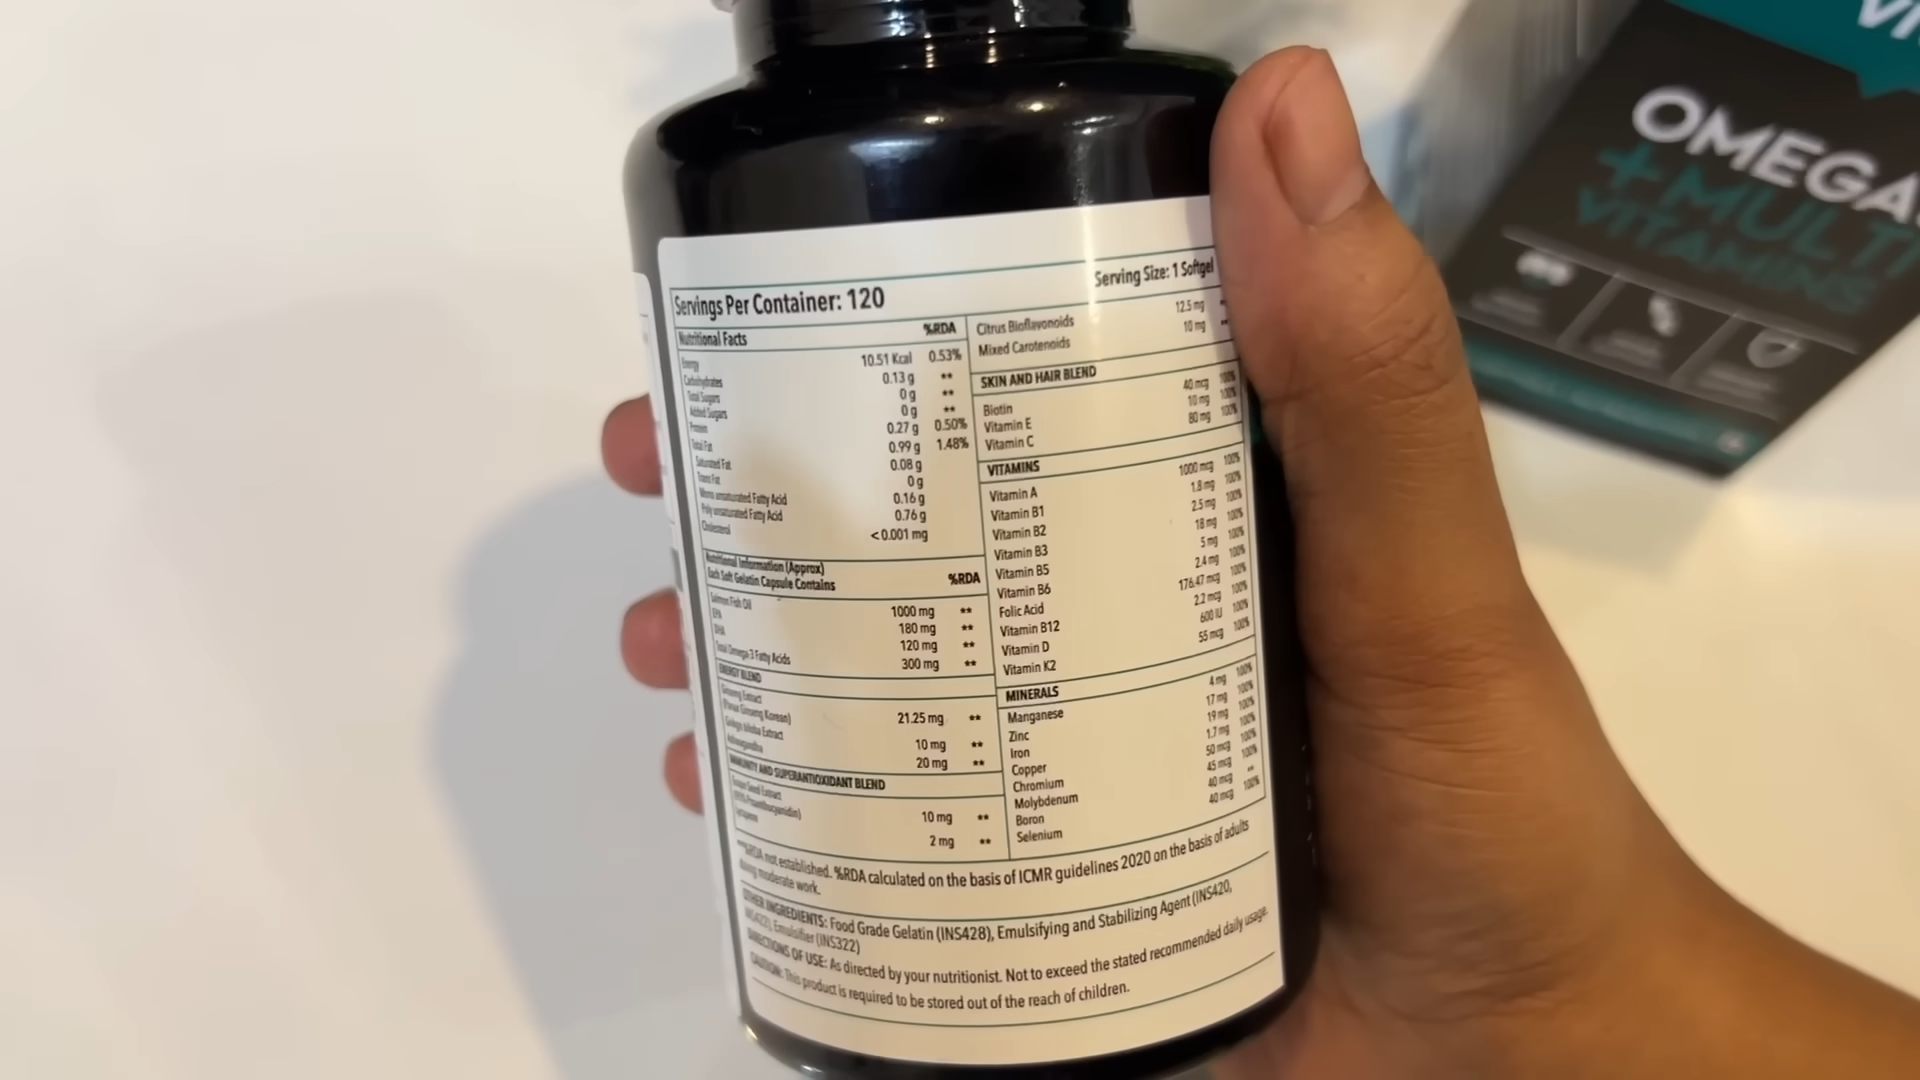 Servings Per Container: 120
Serving Size: 1 Softgel
Nutritional Facts %RDA
Energy 10.51 Kcal 0.53%
Carbohydrates 0.13 g **
Total Sugars 0 g **
Added Sugars 0 g **
Protein 0.27 g 0.50%
Total Fat 0.99 g 1.48%
Saturated Fat 0.08 g
Trans Fat 0 g
Mono unsaturated Fatty Acid 0.16 g
Poly unsaturated Fatty Acid 0.76 g
Cholesterol <0.001 mg
Nutritional Information (Approx)
Each Soft Gelatin Capsule Contains %RDA
Salmon Fish Oil 1000 mg **
EPA 180 mg **
DHA 120 mg **
Total Omega 3 Fatty Acids 300 mg **
ENERGY BLEND
Ginseng Extract
(Panax Ginseng Korean) 21.25 mg **
Ginkgo biloba Extract 10 mg **
Ashwagandha 20 mg **
IMMUNITY AND SUPERANTIOXIDANT BLEND
Grape Seed Extract
(95% Proanthocyanidin) 10 mg **
Lycopene 2 mg **
Citrus Bioflavonoids 12.5 mg
Mixed Carotenoids 10 mg **
SKIN AND HAIR BLEND
Biotin 40 mcg 100%
Vitamin E 10 mg 100%
Vitamin C 80 mg 100%
VITAMINS
Vitamin A 1000 mcg 100%
Vitamin B1 1.8 mg 100%
Vitamin B2 2.5 mg 100%
Vitamin B3 18 mg 100%
Vitamin B5 5 mg 100%
Vitamin B6 2.4 mg 100%
Folic Acid 176.47 mcg 100%
Vitamin B12 2.2 mcg 100%
Vitamin D 600 IU 100%
Vitamin K2 55 mcg 100%
MINERALS
Manganese 4 mg 100%
Zinc 17 mg 100%
Iron 19 mg 100%
Copper 1.7 mg 100%
Chromium 50 mcg 100%
Molybdenum 45 mcg 100%
Boron 40 mcg **
Selenium 40 mcg 100%
**%RDA not established. %RDA calculated on the basis of ICMR guidelines 2020 on the basis of adults
doing moderate work.
OTHER INGREDIENTS: Food Grade Gelatin (INS428), Emulsifying and Stabilizing Agent (INS420,
INS422), Emulsifier (INS322)
DIRECTIONS OF USE: As directed by your nutritionist. Not to exceed the stated recommended daily usage.
CAUTION: This product is required to be stored out of the reach of children.
OMEGA
+ MULTI
VITAMINS